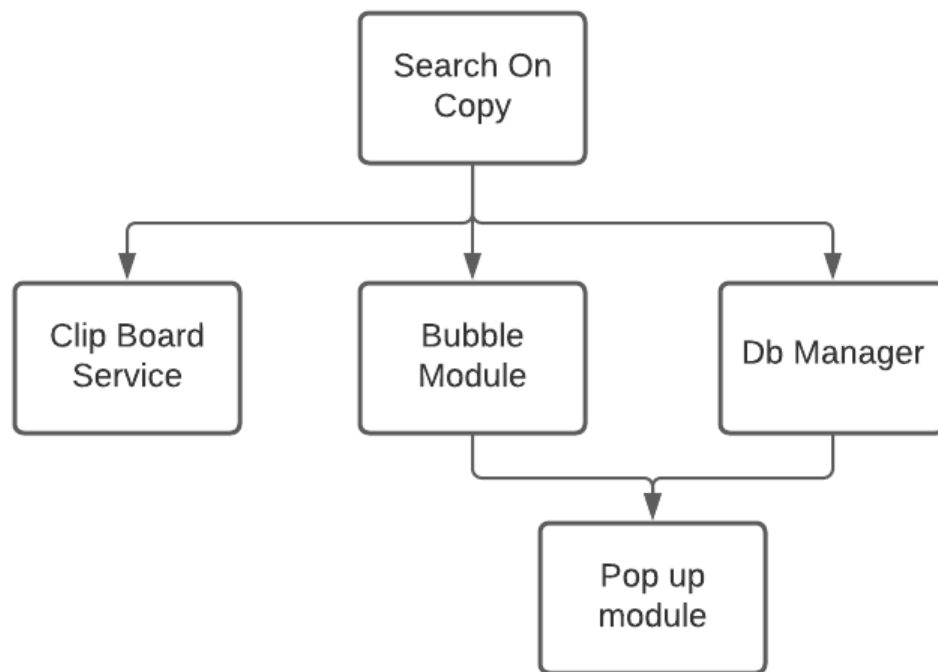 Search On
Copy
Clip Board
Service
Bubble
Module
Db Manager
Pop up
module